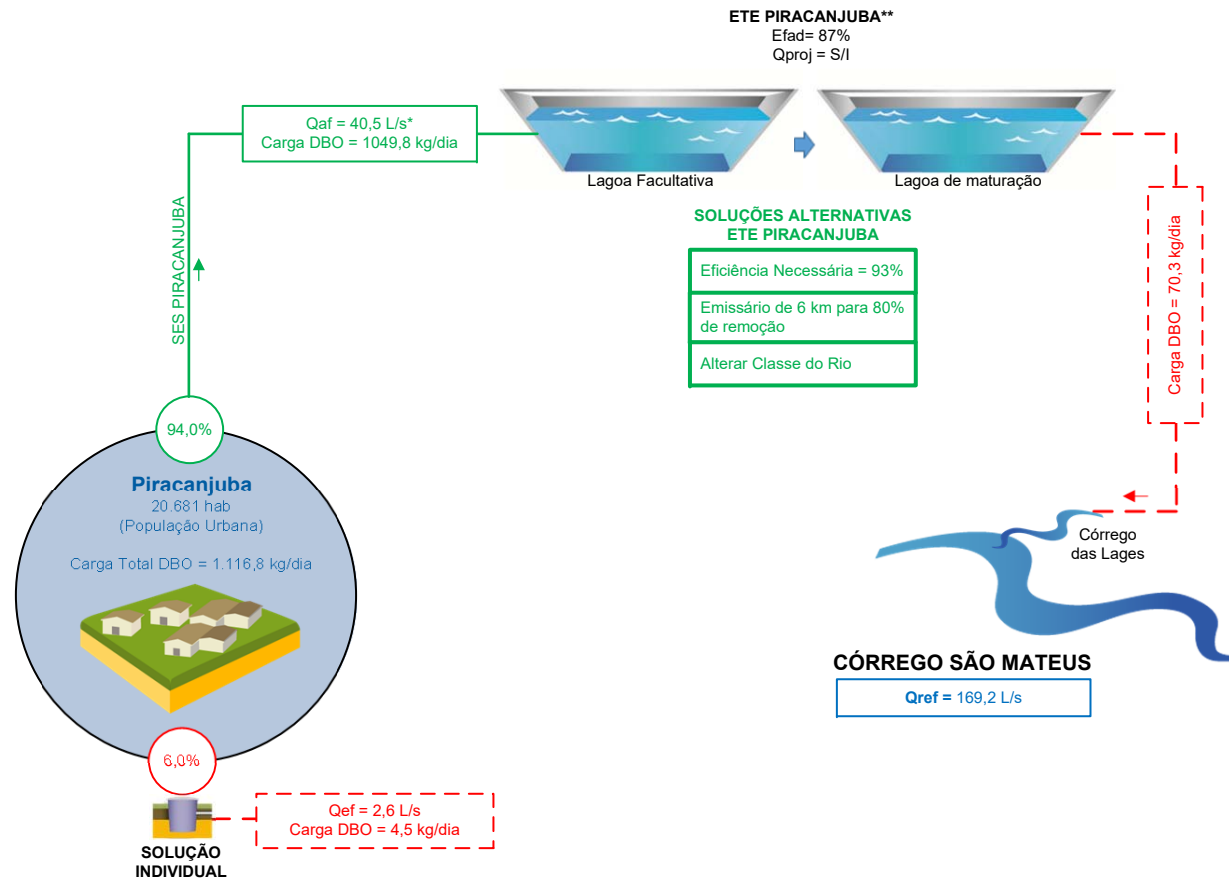 ETE PIRACANJUBA**
Efad= 87%
Qproj = S/I
Qaf = 40,5 L/s*
Carga DBO = 1049,8 kg/dia
Lagoa Facultativa
Lagoa de maturação
SES PIRACANJUBA
SOLUÇÕES ALTERNATIVAS
ETE PIRACANJUBA
Eficiência Necessária = 93%
Emissário de 6 km para 80%
de remoção
Alterar Classe do Rio
Carga DBO = 70,3 kg/dia
94,0%
Piracanjuba
20.681 hab
(População Urbana)
Carga Total DBO = 1.116,8 kg/dia
Córrego
das Lages
CÓRREGO SÃO MATEUS
Qref = 169,2 L/s
6,0%
Qef = 2,6 L/s
Carga DBO = 4,5 kg/dia
SOLUÇÃO
INDIVIDUAL